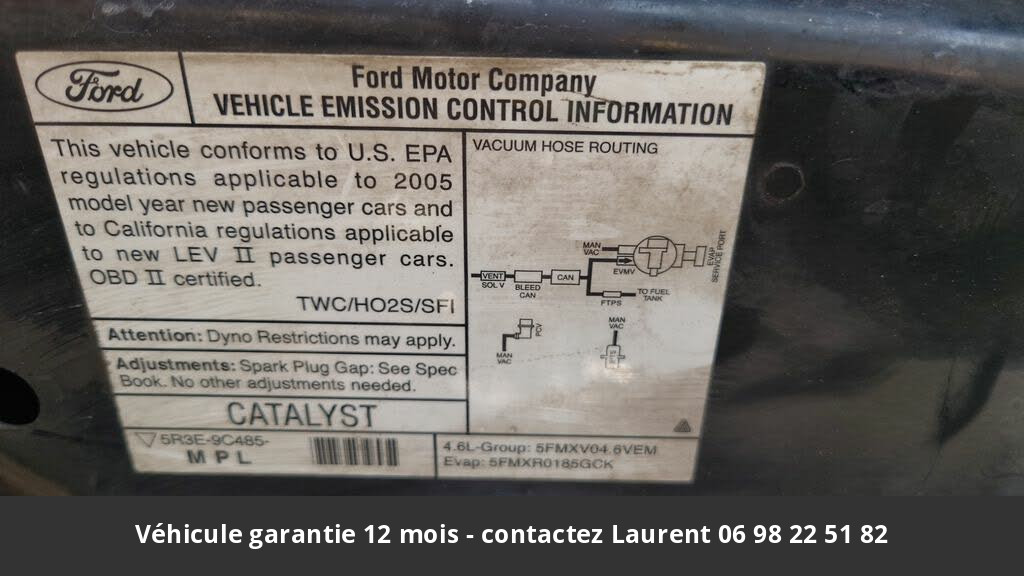 Ford
Ford Motor Company
VEHICLE EMISSION CONTROL INFORMATION
This vehicle conforms to U.S. EPA
regulations applicable to 2005
model year new passenger cars and
to California regulations applicable
to new LEV II passenger cars.
OBD II certified.
TWC/HO2S/SFI
Attention: Dyno Restrictions may apply.
Adjustments: Spark Plug Gap: See Spec
Book. No other adjustments needed.
CATALYST
5R3E-9C485-
MPL
VACUUM HOSE ROUTING
MAN
VAC
EVMV
EVAP
SERVICE PORT
VENT
SOL V
BLEED
CAN
CAN
FTPS
TO FUEL
TANK
PCV
MAN
VAC
MAN
VAC
4.6L-Group: 5FMXV04.6VEM
Evap: 5FMXR0185GCK
Véhicule garantie 12 mois - contactez Laurent 06 98 22 51 82